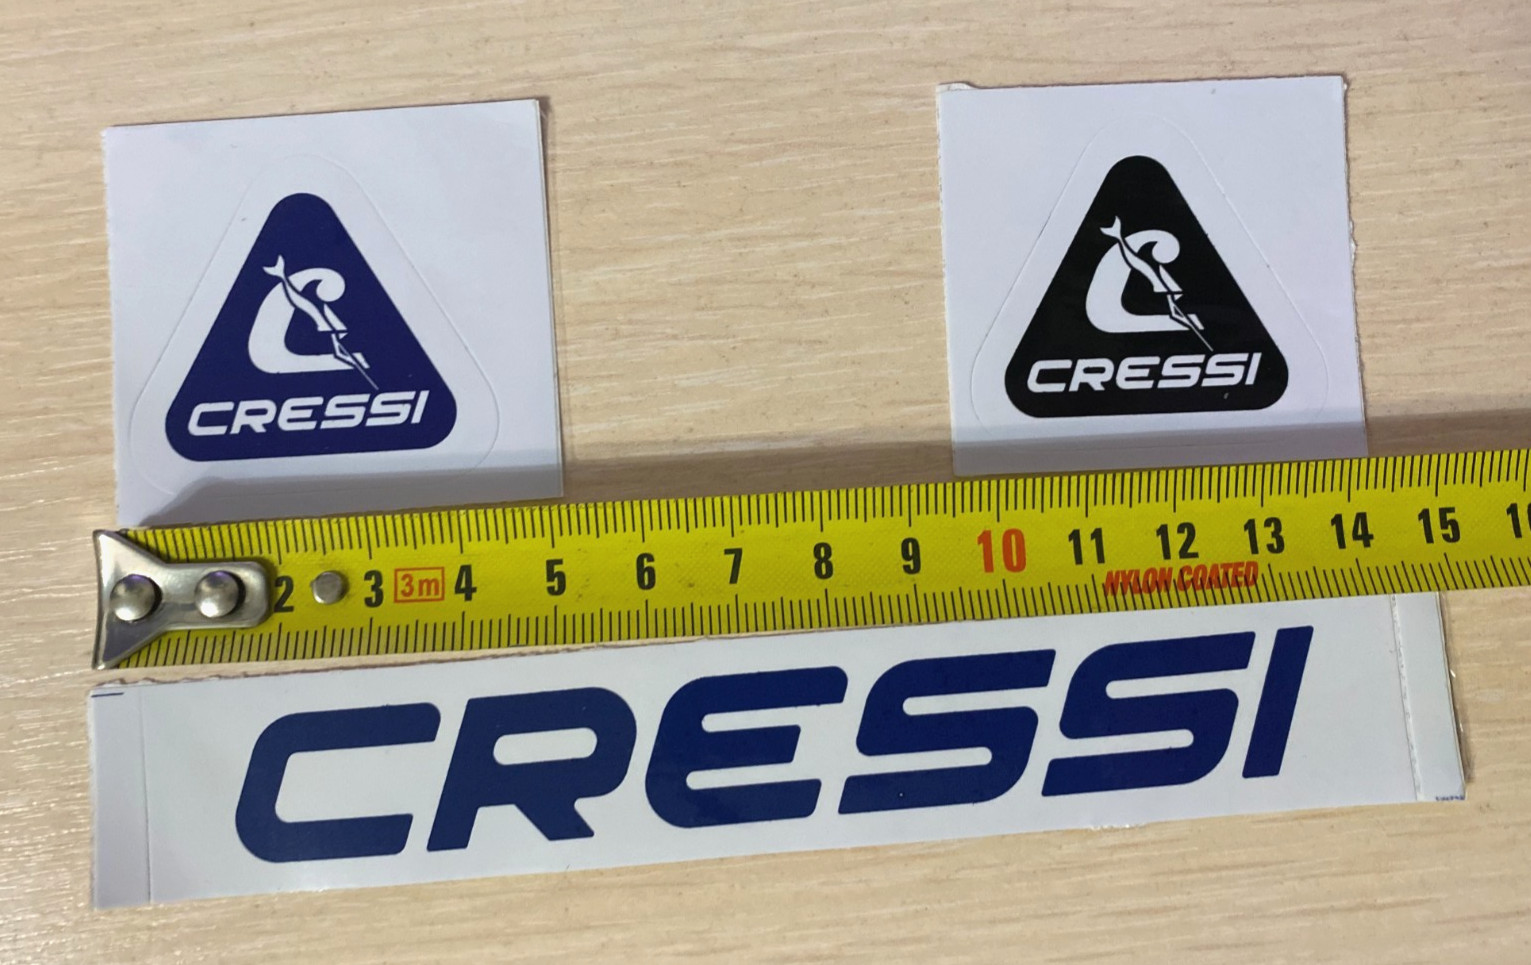 CRESSI
CRESSI
2 3 3m 4 5 6 7 8 9 10 11 12 13 14 15
NYLON COATED
CRESSI